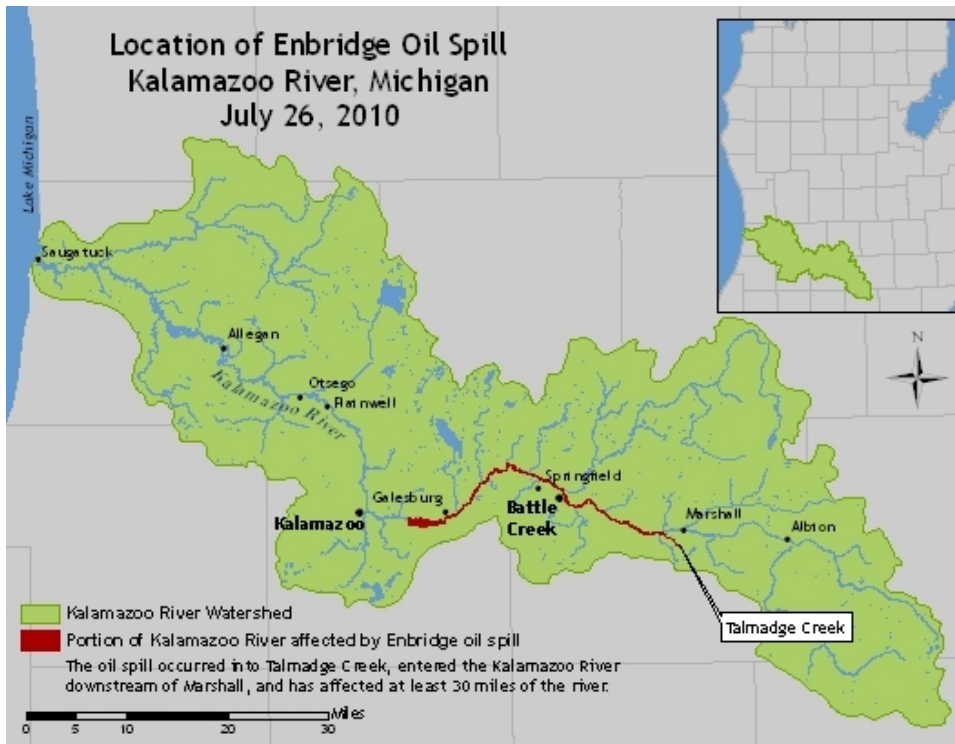 Location of Enbridge Oil Spill
Kalamazoo River, Michigan
July 26, 2010
Lake Michigan
Saugatuck
Allegan
Kalamazoo River
Otsego
Plainwell
N
Springfield
Galesburg
Battle
Creek
Kalamazoo
Marshall
Albion
Talmadge Creek
Kalamazoo River Watershed
Portion of Kalamazoo River affected by Enbridge oil spill
The oil spill occurred into Talmadge Creek, entered the Kalamazoo River
downstream of Marshall, and has affected at least 30 miles of the river.
Miles
0 5 10 20 30